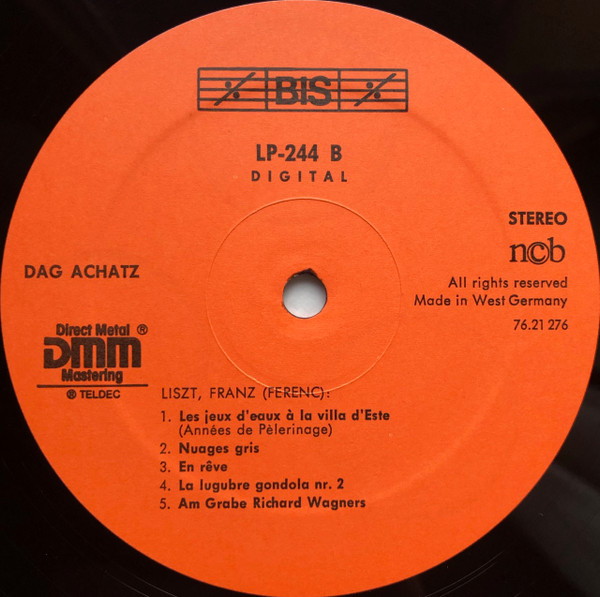 BIS
LP-244 B
DIGITAL
STEREO
ncb
DAG ACHATZ
All rights reserved
Made in West Germany
76.21 276
Direct Metal ®
DMM
Mastering
℗ TELDEC
LISZT, FRANZ (FERENC):
1. Les jeux d'eaux à la villa d'Este
(Années de Pèlerinage)
2. Nuages gris
3. En rêve
4. La lugubre gondola nr. 2
5. Am Grabe Richard Wagners